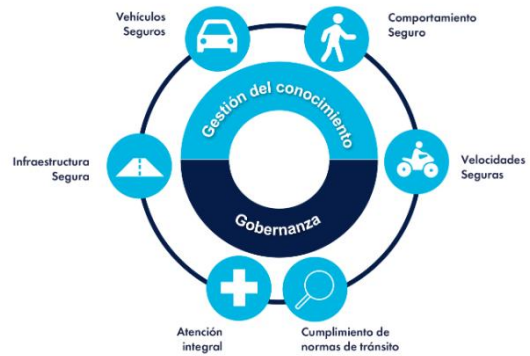 Vehículos
Seguros
Comportamiento
Seguro
Gestión del conocimiento
Infraestructura
Segura
Velocidades
Seguras
Gobernanza
Atención
integral
Cumplimiento de
normas de tránsito